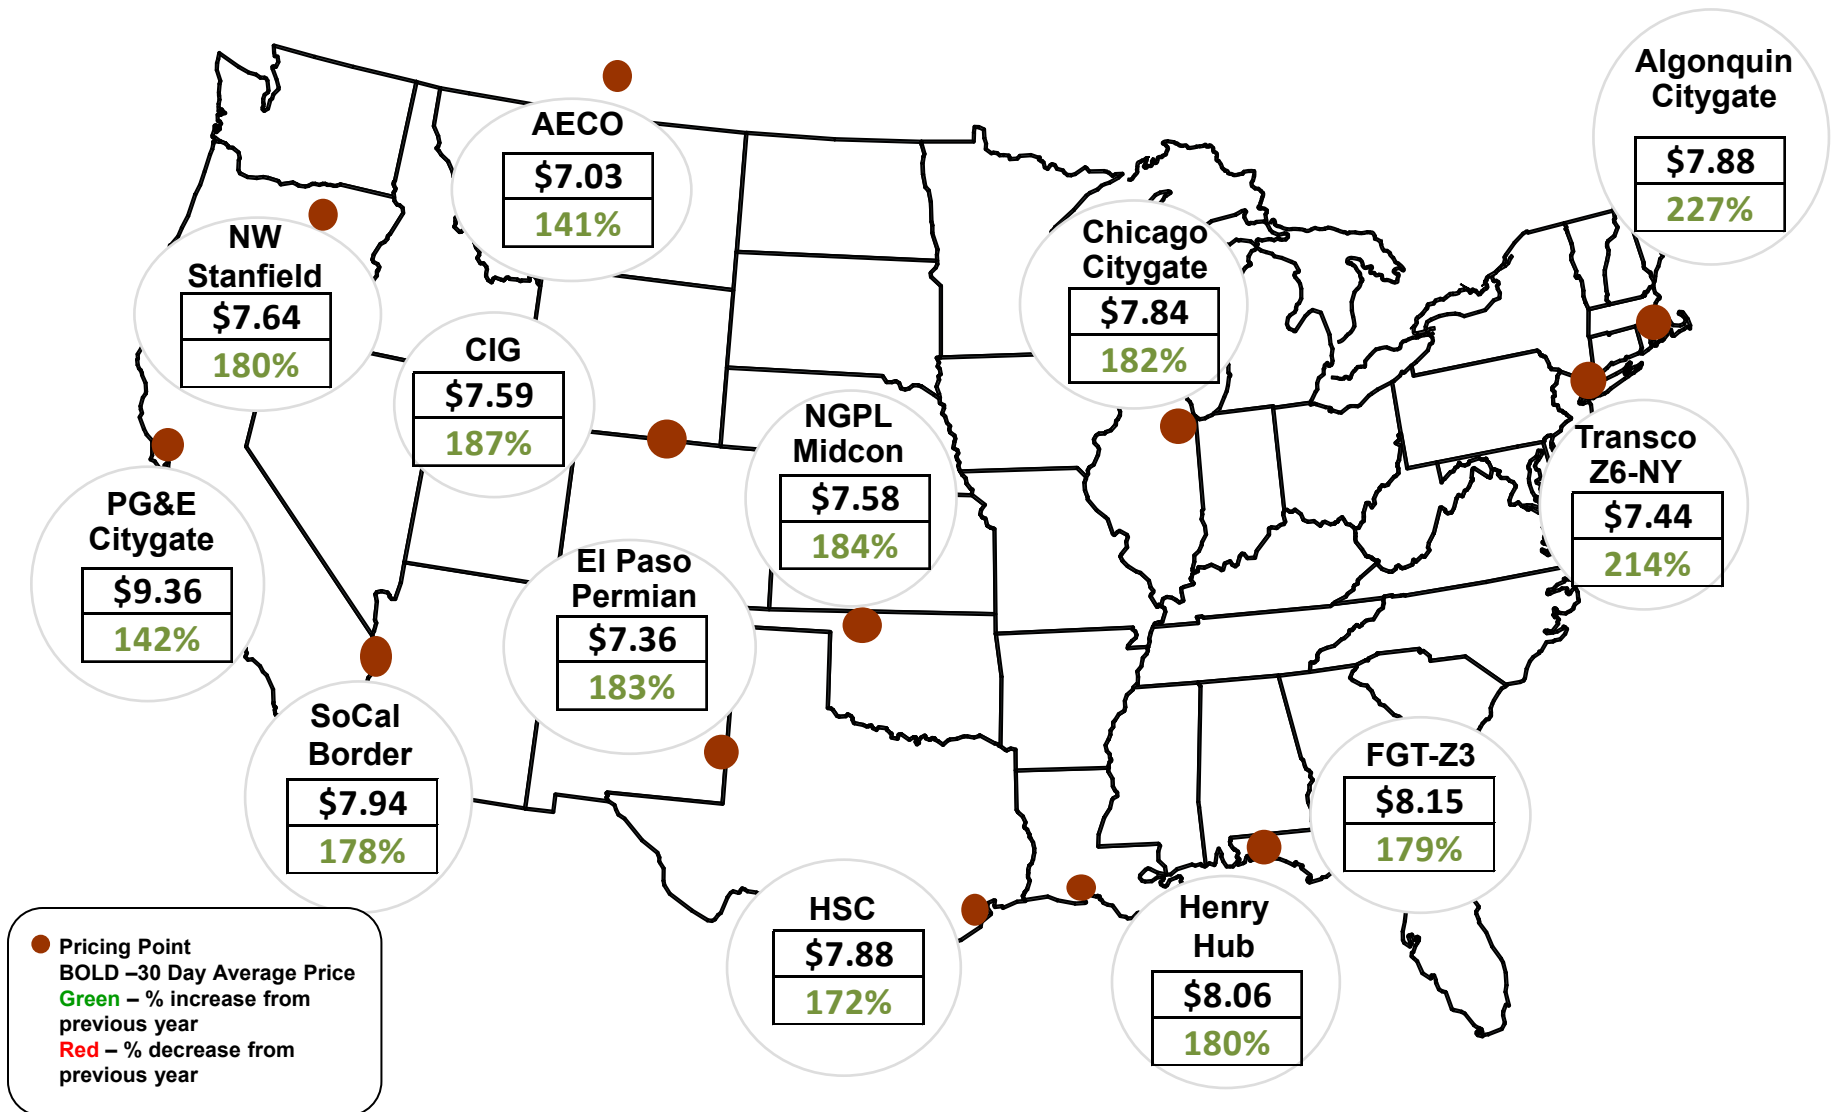 Algonquin
Citygate
$7.88
227%
AECO
$7.03
141%
NW
Stanfield
$7.64
180%
Chicago
Citygate
$7.84
182%
CIG
$7.59
187%
NGPL
Midcon
$7.58
184%
Transco
Z6-NY
$7.44
214%
PG&E
Citygate
$9.36
142%
El Paso
Permian
$7.36
183%
SoCal
Border
$7.94
178%
FGT-Z3
$8.15
179%
HSC
$7.88
172%
Henry
Hub
$8.06
180%
Pricing Point
BOLD –30 Day Average Price
Green – % increase from
previous year
Red – % decrease from
previous year